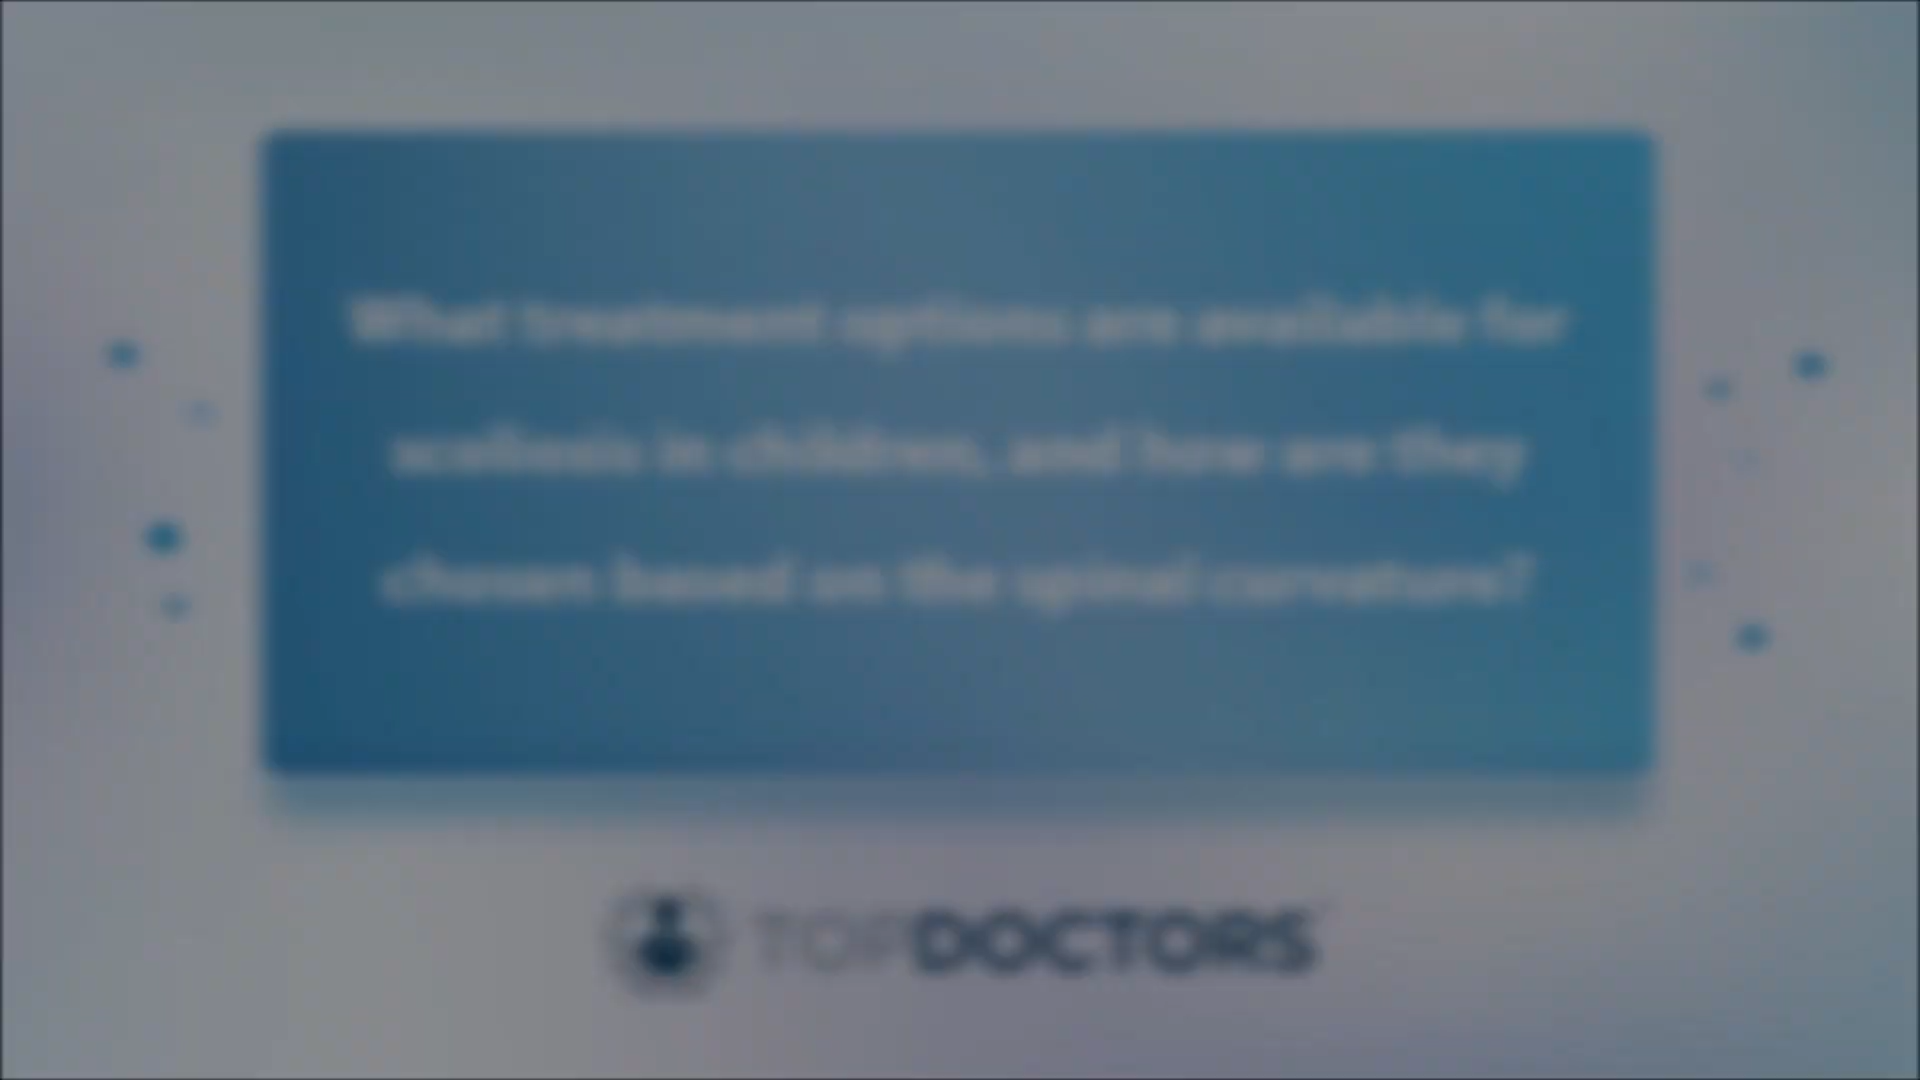 What treatment options are available for
scoliosis in children, and how are they
chosen based on the spinal curvature?
TOPDOCTORS